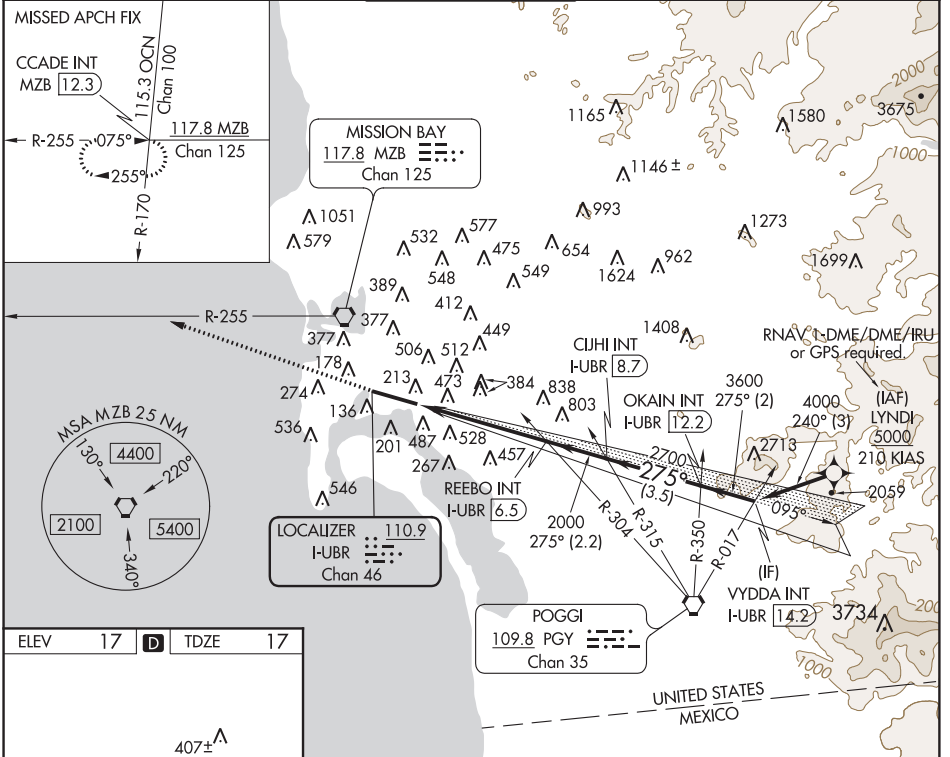 MISSED APCH FIX
CCADE INT
MZB 12.3
115.3 OCN
Chan 100
R-255
075°
117.8 MZB
Chan 125
255°
R-170
MISSION BAY
117.8 MZB
Chan 125
1165
1580
3675
2000
1000
1146 ±
993
1051
579
532
577
548
475
549
654
1624
962
1273
1699
389
412
R-255
377
377
449
1408
178
506
512
274
213
473
384
838
803
136
201
487
528
536
267
457
546
CIJHI INT
I-UBR 8.7
OKAIN INT
I-UBR 12.2
3600
275° (2)
RNAV 1-DME/DME/IRU
or GPS required.
4000
240° (3)
(IAF)
LYNDI
5000
210 KIAS
2713
2700
275°
(3.5)
2059
095°
MSA MZB 25 NM
130°
4400
220°
2100
5400
340°
REEBO INT
I-UBR 6.5
2000
275° (2.2)
R-304
R-315
R-350
R-017
(IF)
VYDDA INT
I-UBR 14.2
LOCALIZER 110.9
I-UBR
Chan 46
POGGI
109.8 PGY
Chan 35
3734
200
1000
UNITED STATES
MEXICO
ELEV 17 D TDZE 17
407±